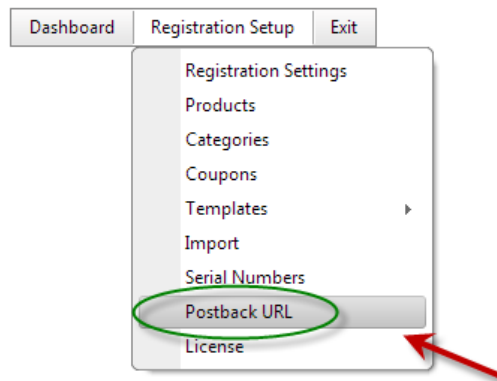 Dashboard Registration Setup Exit
Registration Settings
Products
Categories
Coupons
Templates
Import
Serial Numbers
Postback URL
License